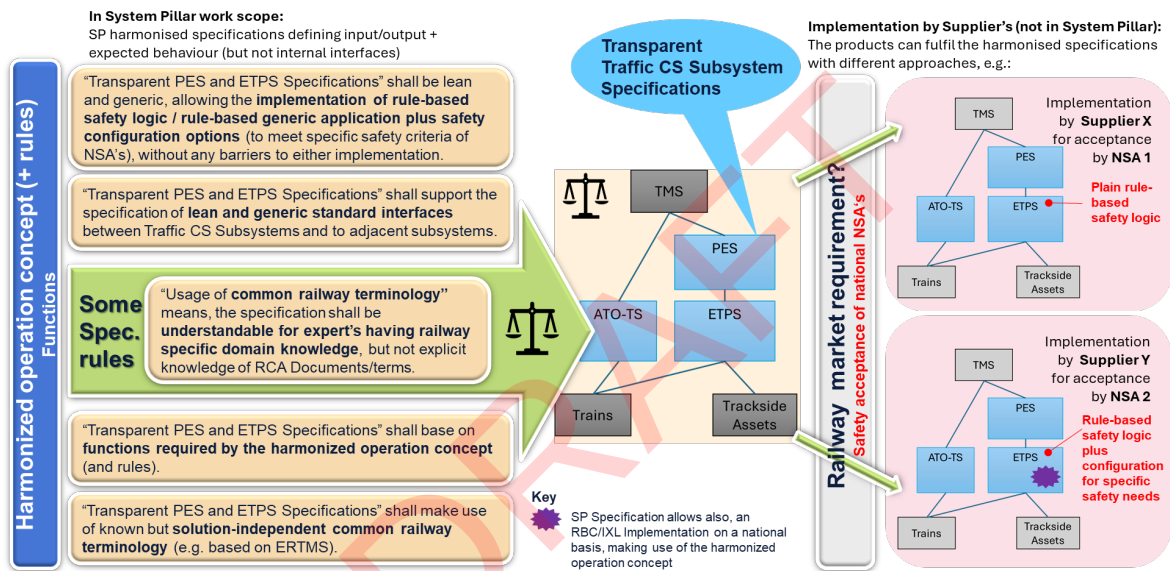 In System Pillar work scope:
SP harmonised specifications defining input/output +
expected behaviour (but not internal interfaces)
Harmonized operation concept (+ rules)
Functions
“Transparent PES and ETPS Specifications” shall be lean
and generic, allowing the implementation of rule-based
safety logic / rule-based generic application plus safety
configuration options (to meet specific safety criteria of
NSA’s), without any barriers to either implementation.
“Transparent PES and ETPS Specifications” shall support the
specification of lean and generic standard interfaces
between Traffic CS Subsystems and to adjacent subsystems.
Some
Spec.
rules
“Usage of common railway terminology”
means, the specification shall be
understandable for expert’s having railway
specific domain knowledge, but not explicit
knowledge of RCA Documents/terms.
“Transparent PES and ETPS Specifications” shall base on
functions required by the harmonized operation concept
(and rules).
“Transparent PES and ETPS Specifications” shall make use
of known but solution-independent common railway
terminology (e.g. based on ERTMS).
Transparent
Traffic CS Subsystem
Specifications
TMS
PES
ATO-TS
ETPS
Trains
Trackside
Assets
Key
SP Specification allows also, an
RBC/IXL Implementation on a national
basis, making use of the harmonized
operation concept
DRAFT
Railway market requirement?
Safety acceptance of national NSA‘s
Implementation by Supplier’s (not in System Pillar):
The products can fulfil the harmonised specifications
with different approaches, e.g.:
Implementation
by Supplier X
for acceptance
by NSA 1
TMS
PES
ATO-TS
ETPS
Plain rule-
based
safety logic
Trains
Trackside
Assets
Implementation
by Supplier Y
for acceptance
by NSA 2
TMS
PES
ATO-TS
ETPS
Rule-based
safety logic
plus
configuration
for specific
safety needs
Trains
Trackside
Assets